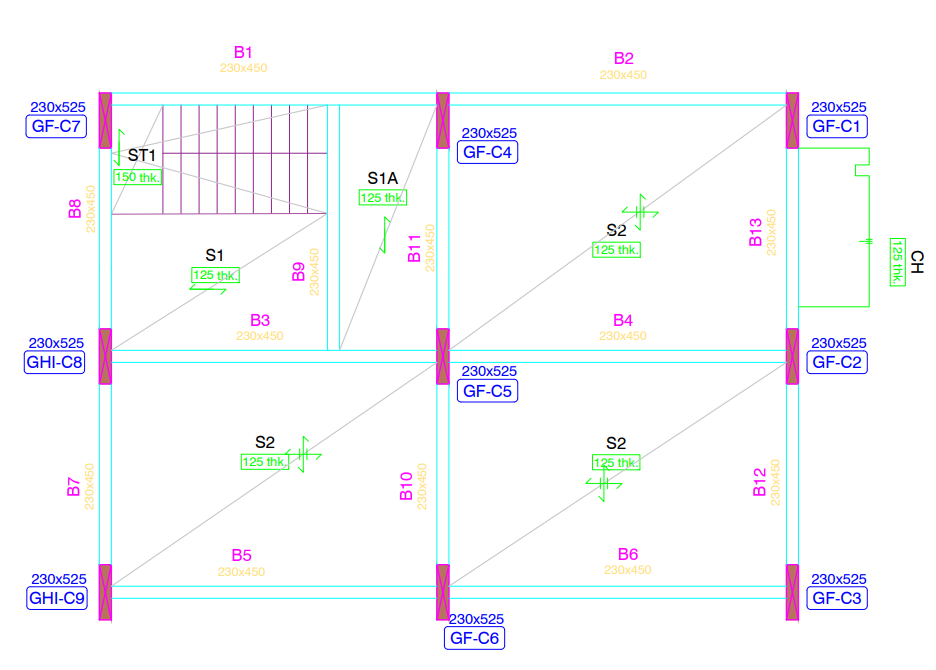 B1
230x450
B2
230x450
230x525
GF-C7
230x525
GF-C4
230x525
GF-C1
ST1
150 thk.
S1A
125 thk.
B8
230x450
B11
230x450
S2
125 thk.
B13
230x450
CH
125 thk.
S1
125 thk.
B9
230x450
B3
230x450
B4
230x450
230x525
GHI-C8
230x525
GF-C5
230x525
GF-C2
S2
125 thk.
S2
125 thk.
B7
230x450
B10
230x450
B12
230x450
B5
230x450
B6
230x450
230x525
GHI-C9
230x525
GF-C6
230x525
GF-C3